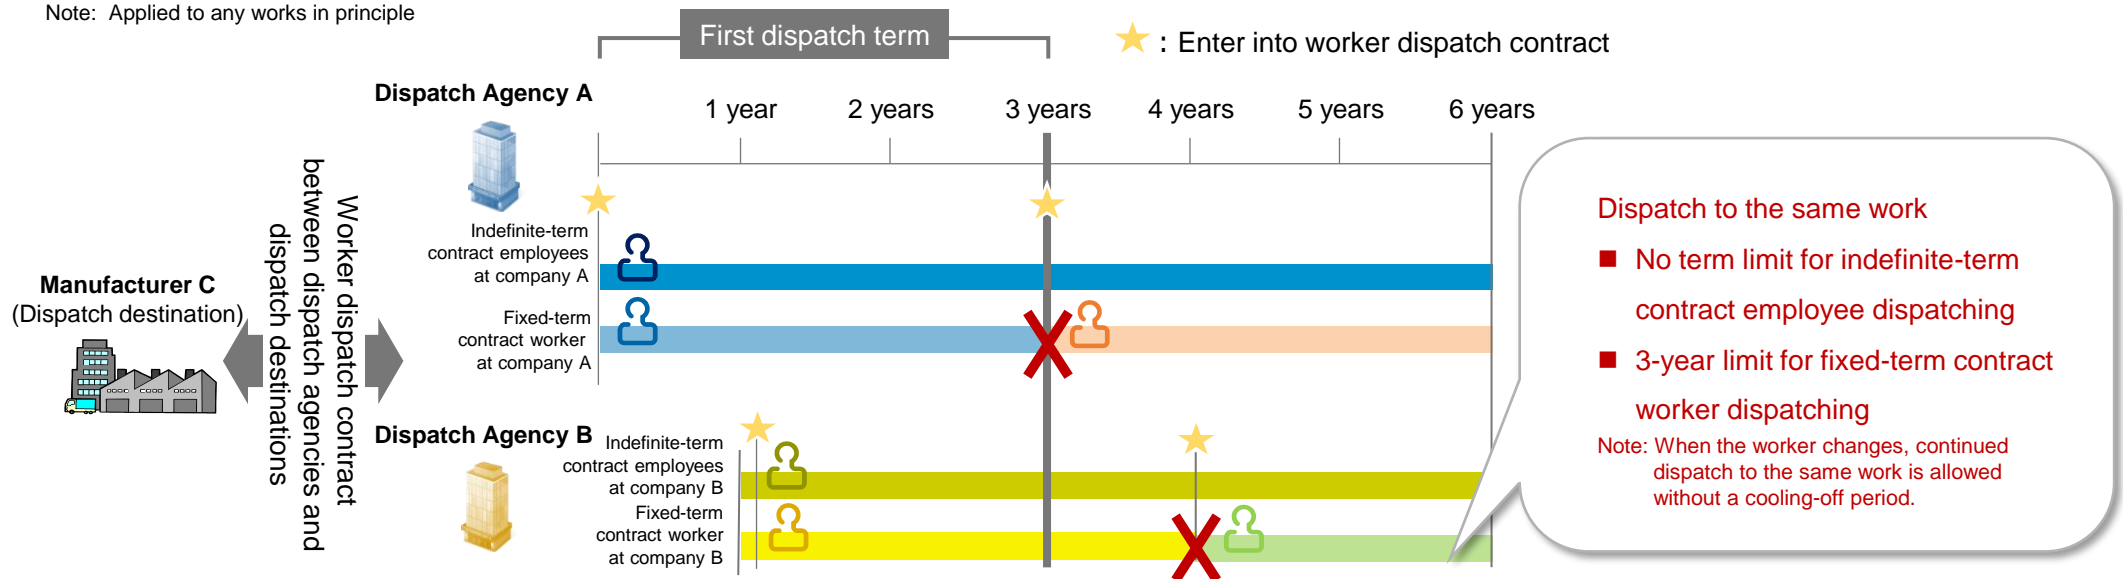 Note: Applied to any works in principle
First dispatch term
: Enter into worker dispatch contract
Dispatch Agency A
1 year
2 years
3 years
4 years
5 years
6 years
Indefinite-term
contract employees
at company A
Fixed-term
contract worker
at company A
Manufacturer C
(Dispatch destination)
Worker dispatch contract
between dispatch agencies and
dispatch destinations
Dispatch Agency B
Indefinite-term
contract employees
at company B
Fixed-term
contract worker
at company B
Dispatch to the same work
■ No term limit for indefinite-term
contract employee dispatching
■ 3-year limit for fixed-term contract
worker dispatching
Note: When the worker changes, continued
dispatch to the same work is allowed
without a cooling-off period.